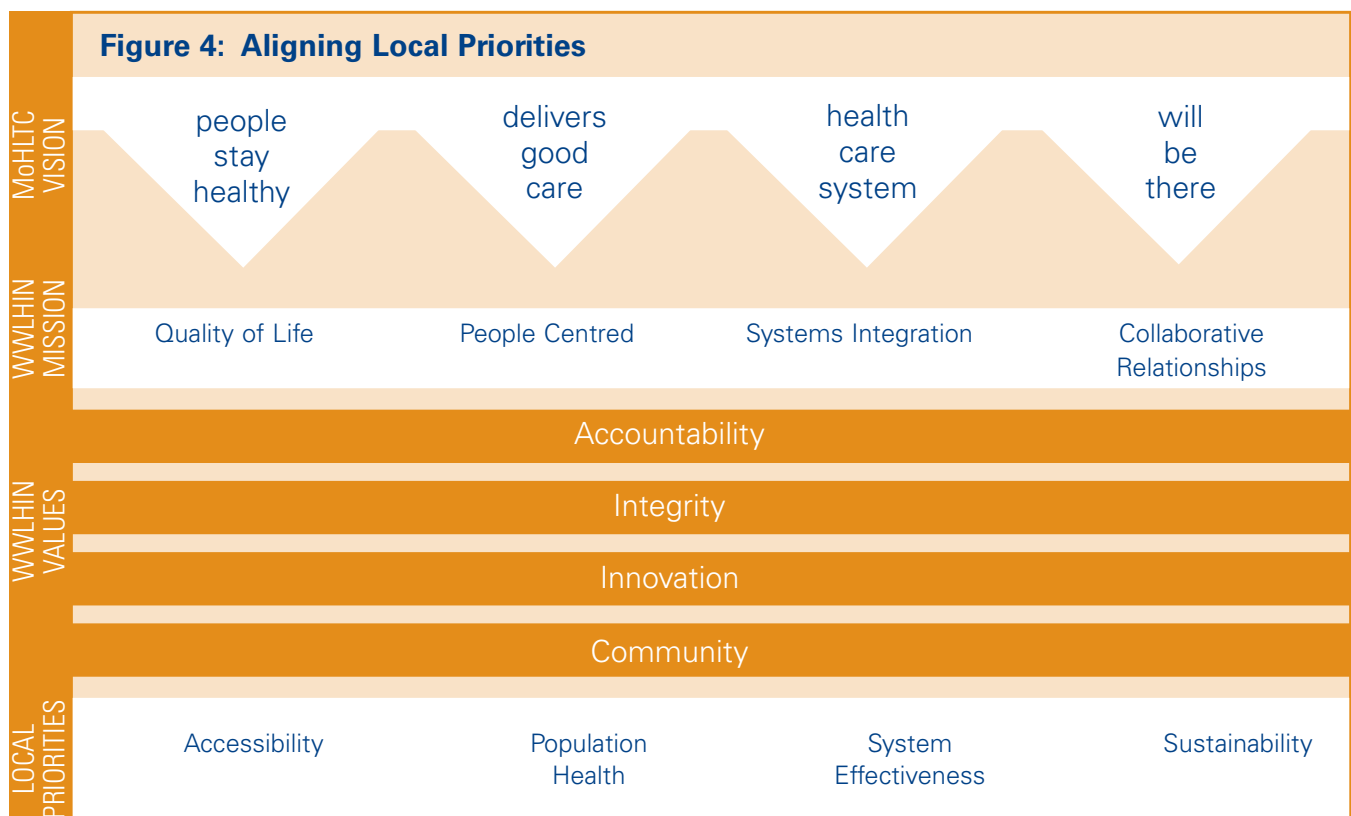 Figure 4: Aligning Local Priorities
MoHLTC
VISION
people
stay
healthy
delivers
good
care
health
care
system
will
be
there
WWLHIN
MISSION
Quality of Life
People Centred
Systems Integration
Collaborative
Relationships
WWLHIN
VALUES
Accountability
Integrity
Innovation
Community
LOCAL
PRIORITIES
Accessibility
Population
Health
System
Effectiveness
Sustainability